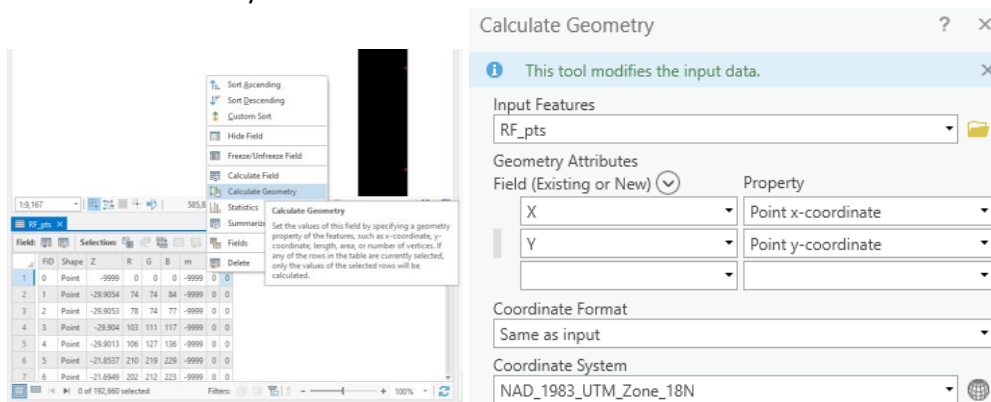 Sort Ascending
Sort Descending
Custom Sort
Hide Field
Freeze/Unfreeze Field
Calculate Field
Calculate Geometry
Statistics
Summarize
Fields
Delete
Calculate Geometry
Set the values of this field by specifying a geometry
property of the features, such as x-coordinate, y-
coordinate, length, area, or number of vertices. If
any of the rows in the table are currently selected,
only the values of the selected rows will be
calculated.
1:9,167
585,8
RF_pts
Field: Selection:
FID Shape Z R G B m
1 0 Point -9999 0 0 0 -9999 0 0
2 1 Point -29.9054 74 74 84 -9999 0 0
3 2 Point -29.9053 78 74 77 -9999 0 0
4 3 Point -29.904 103 111 117 -9999 0 0
5 4 Point -29.9013 106 127 136 -9999 0 0
6 5 Point -21.8537 210 219 229 -9999 0 0
7 6 Point -21.6949 202 212 223 -9999 0 0
0 of 192,660 selected Filters: - + 100%
Calculate Geometry ? ×
This tool modifies the input data. ×
Input Features
RF_pts
Geometry Attributes
Field (Existing or New) Property
X Point x-coordinate
Y Point y-coordinate
Coordinate Format
Same as input
Coordinate System
NAD_1983_UTM_Zone_18N